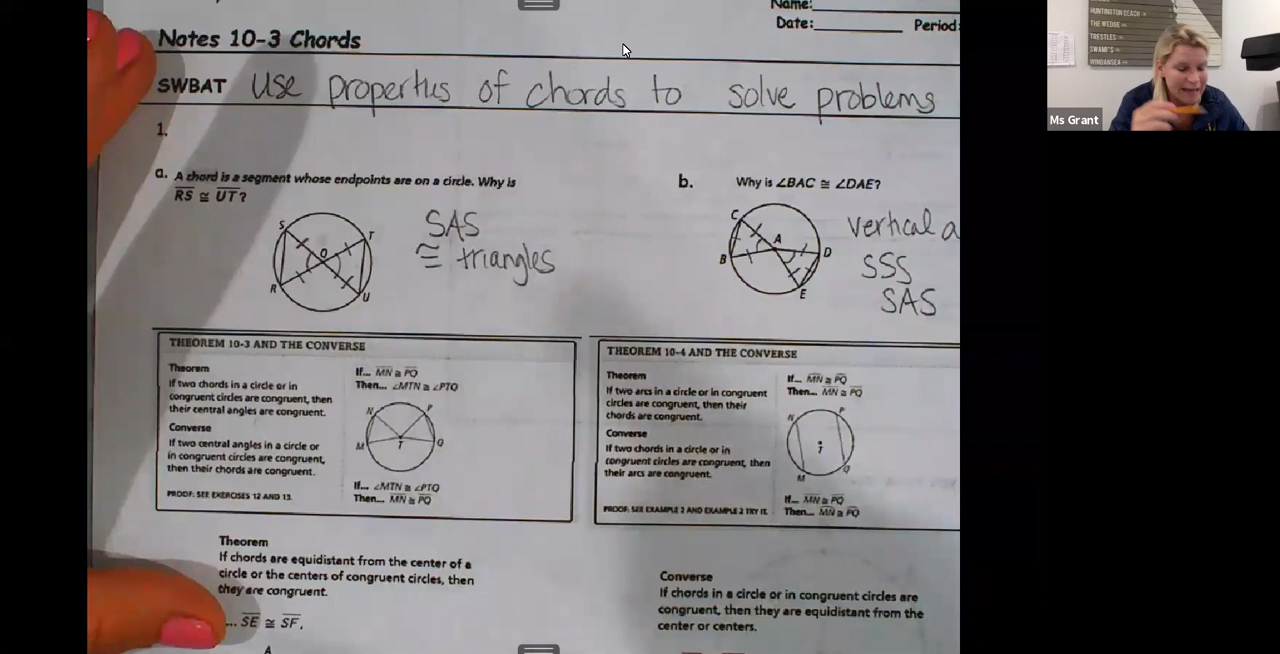 Name:
Date: Period:
Notes 10-3 Chords
SWBAT use properties of chords to solve problems
1.
a. A chord is a segment whose endpoints are on a circle. Why is
RS ≅ UT?
S
T
O
R
U
SAS
≅ triangles
b. Why is ∠BAC ≅ ∠DAE?
C
A
B
D
E
vertical a
SSS
SAS
THEOREM 10-3 AND THE CONVERSE
Theorem
If two chords in a circle or in
congruent circles are congruent, then
their central angles are congruent.
Converse
If two central angles in a circle or
in congruent circles are congruent,
then their chords are congruent.
PROOF: SEE EXERCISES 12 AND 13.
If... MN ≅ PQ
Then... ∠MTN ≅ ∠PTQ
N
P
M
T
Q
If... ∠MTN ≅ ∠PTQ
Then... MN ≅ PQ
THEOREM 10-4 AND THE CONVERSE
Theorem
If two arcs in a circle or in congruent
circles are congruent, then their
chords are congruent.
Converse
If two chords in a circle or in
congruent circles are congruent, then
their arcs are congruent.
PROOF: SEE EXAMPLE 2 AND EXAMPLE 2 TRY IT.
If... MN ≅ PQ
Then... MN ≅ PQ
N
P
T
M
Q
If... MN ≅ PQ
Then... MN ≅ PQ
Theorem
If chords are equidistant from the center of a
circle or the centers of congruent circles, then
they are congruent.
... SE ≅ SF,
A
Converse
If chords in a circle or in congruent circles are
congruent, then they are equidistant from the
center or centers.
HUNTINGTON BEACH
THE WEDGE
TRESTLES
SWAMI'S
WINDANSEA
Ms Grant